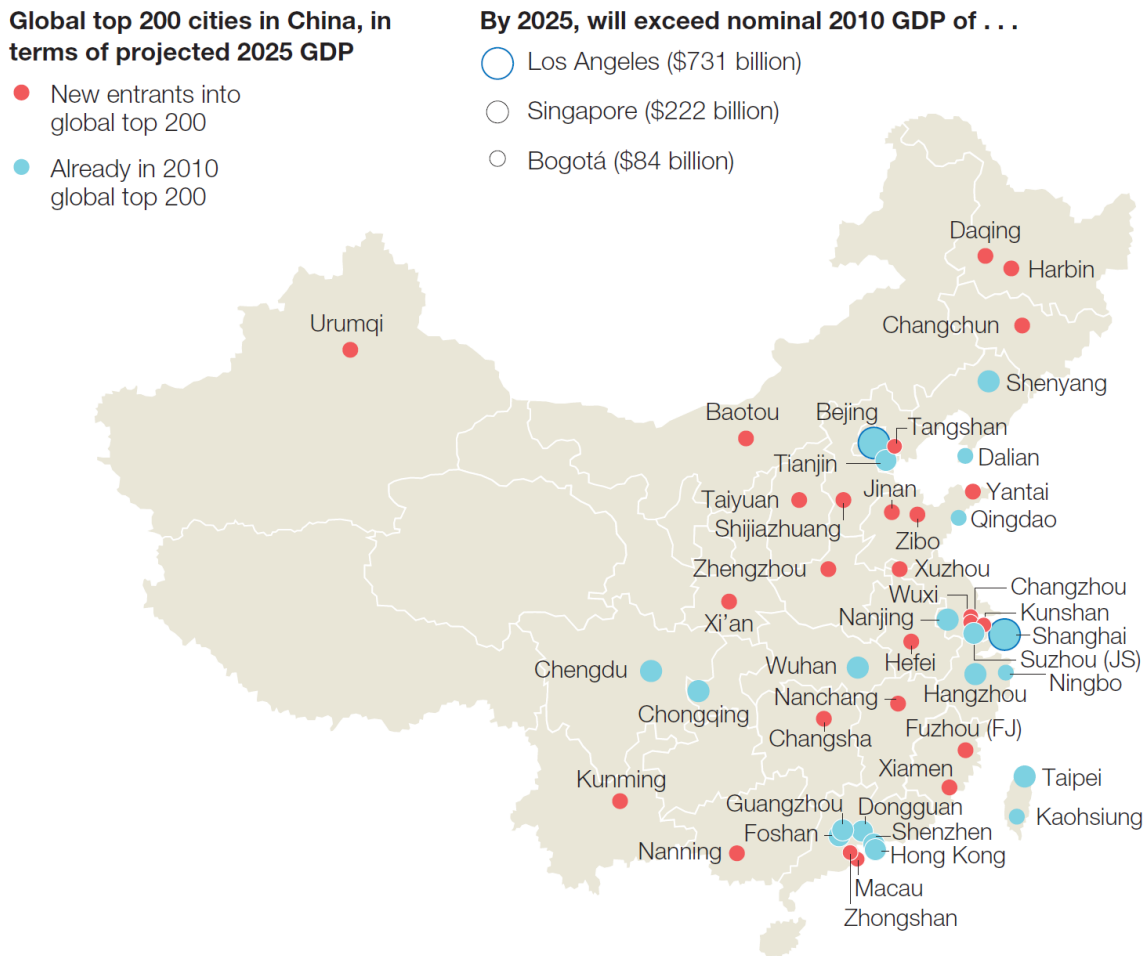 Global top 200 cities in China, in
terms of projected 2025 GDP
New entrants into
global top 200
Already in 2010
global top 200
By 2025, will exceed nominal 2010 GDP of . . .
Los Angeles ($731 billion)
Singapore ($222 billion)
Bogotá ($84 billion)
Daqing
Harbin
Urumqi
Changchun
Shenyang
Baotou
Bejing
Tangshan
Tianjin
Dalian
Taiyuan
Jinan
Yantai
Shijiazhuang
Qingdao
Zibo
Zhengzhou
Xuzhou
Changzhou
Wuxi
Kunshan
Xi’an
Nanjing
Shanghai
Chengdu
Wuhan
Hefei
Suzhou (JS)
Ningbo
Hangzhou
Chongqing
Nanchang
Changsha
Fuzhou (FJ)
Xiamen
Kunming
Taipei
Guangzhou
Dongguan
Kaohsiung
Foshan
Shenzhen
Nanning
Hong Kong
Macau
Zhongshan